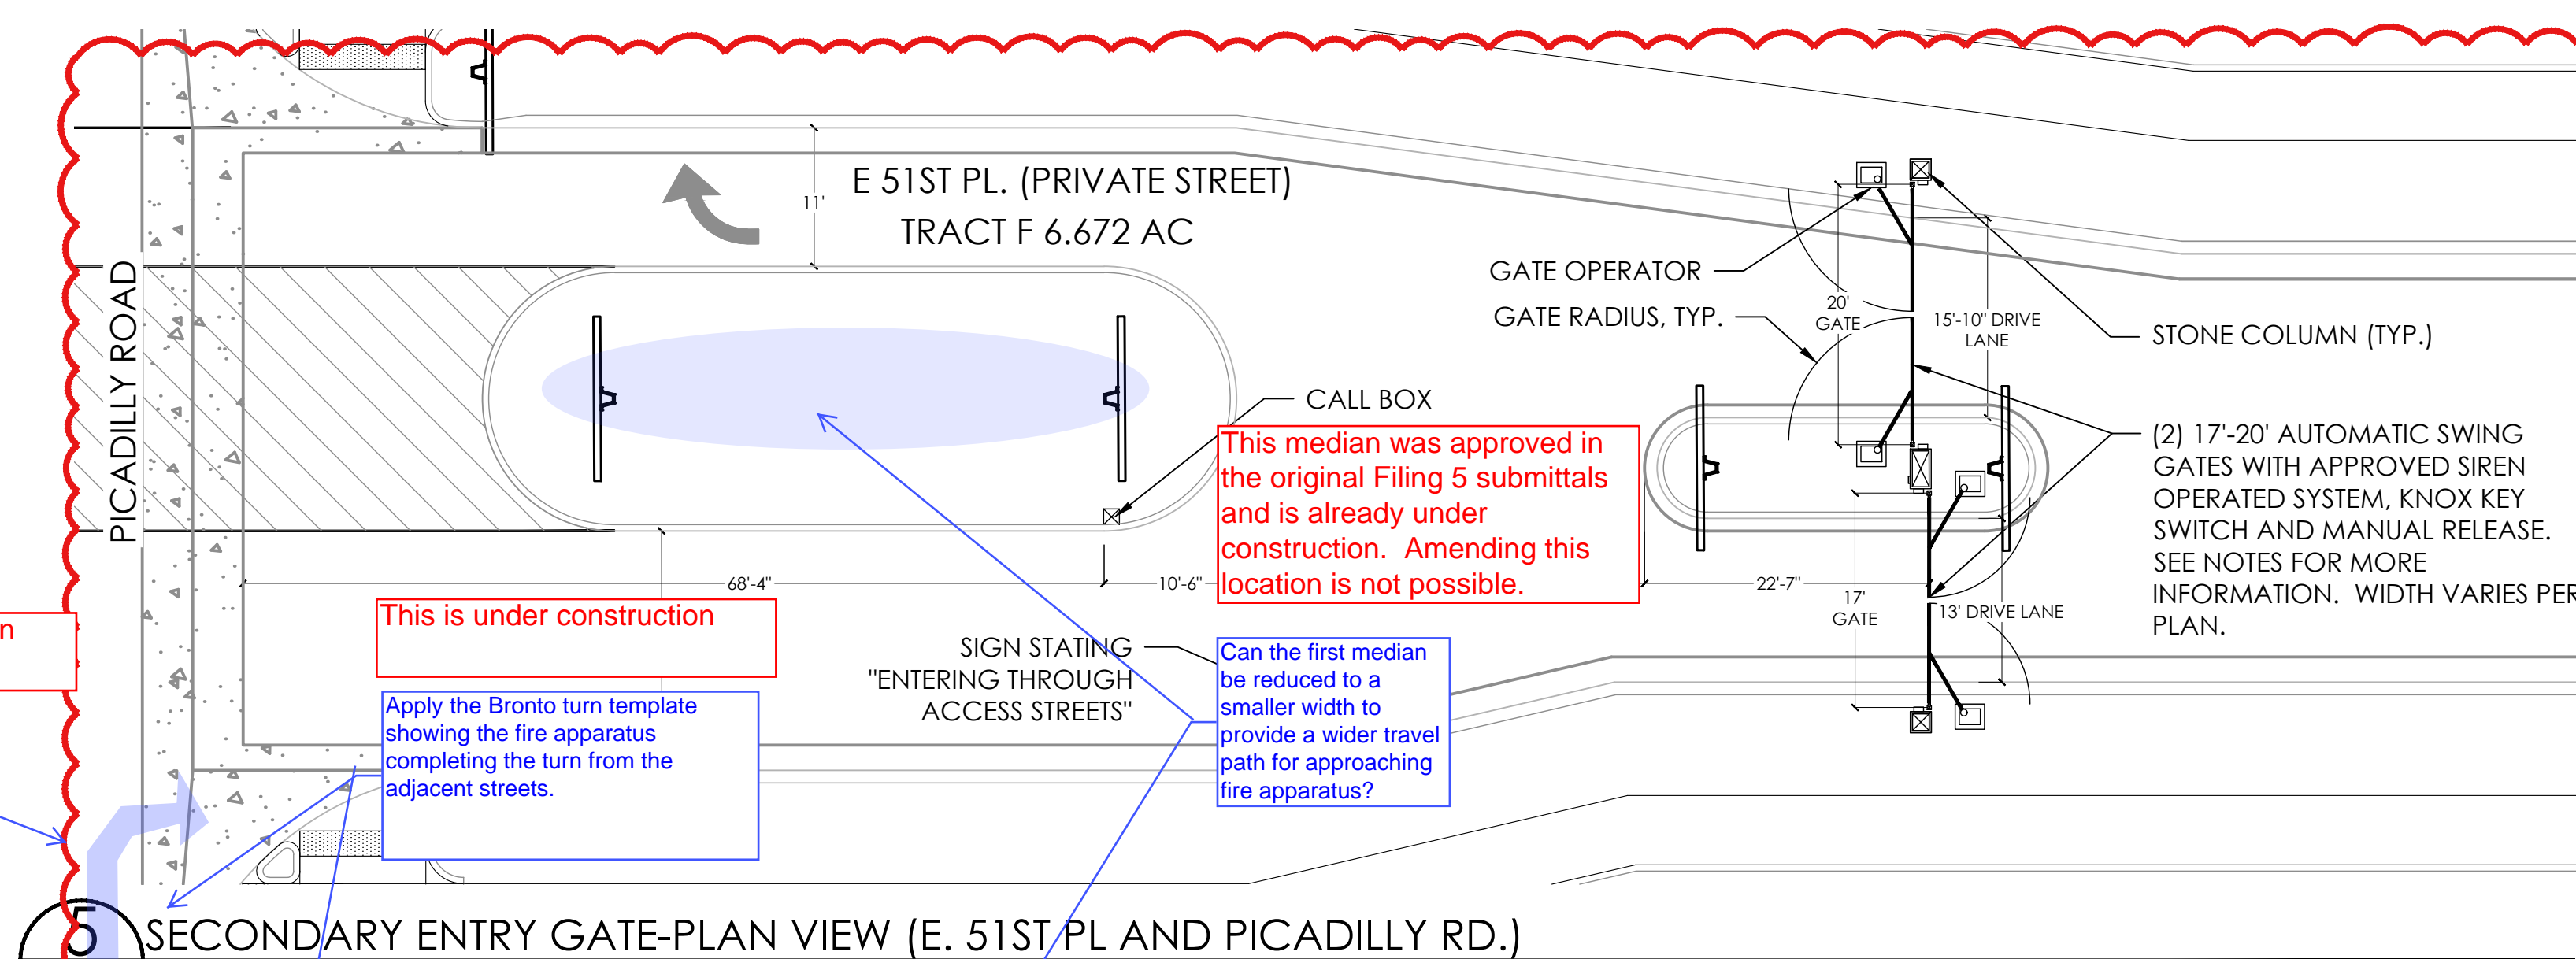 E 51ST PL. (PRIVATE STREET)
TRACT F 6.672 AC
11'
PICADILLY ROAD
GATE OPERATOR
GATE RADIUS, TYP.
20'
GATE
15'-10" DRIVE
LANE
STONE COLUMN (TYP.)
CALL BOX
This median was approved in
the original Filing 5 submittals
and is already under
construction. Amending this
location is not possible.
(2) 17'-20' AUTOMATIC SWING
GATES WITH APPROVED SIREN
OPERATED SYSTEM, KNOX KEY
SWITCH AND MANUAL RELEASE.
SEE NOTES FOR MORE
INFORMATION. WIDTH VARIES PER
PLAN.
68'-4"
10'-6"
22'-7"
17'
GATE
13' DRIVE LANE
n
This is under construction
SIGN STATING
"ENTERING THROUGH
ACCESS STREETS"
Can the first median
be reduced to a
smaller width to
provide a wider travel
path for approaching
fire apparatus?
Apply the Bronto turn template
showing the fire apparatus
completing the turn from the
adjacent streets.
5
SECONDARY ENTRY GATE-PLAN VIEW (E. 51ST PL AND PICADILLY RD.)